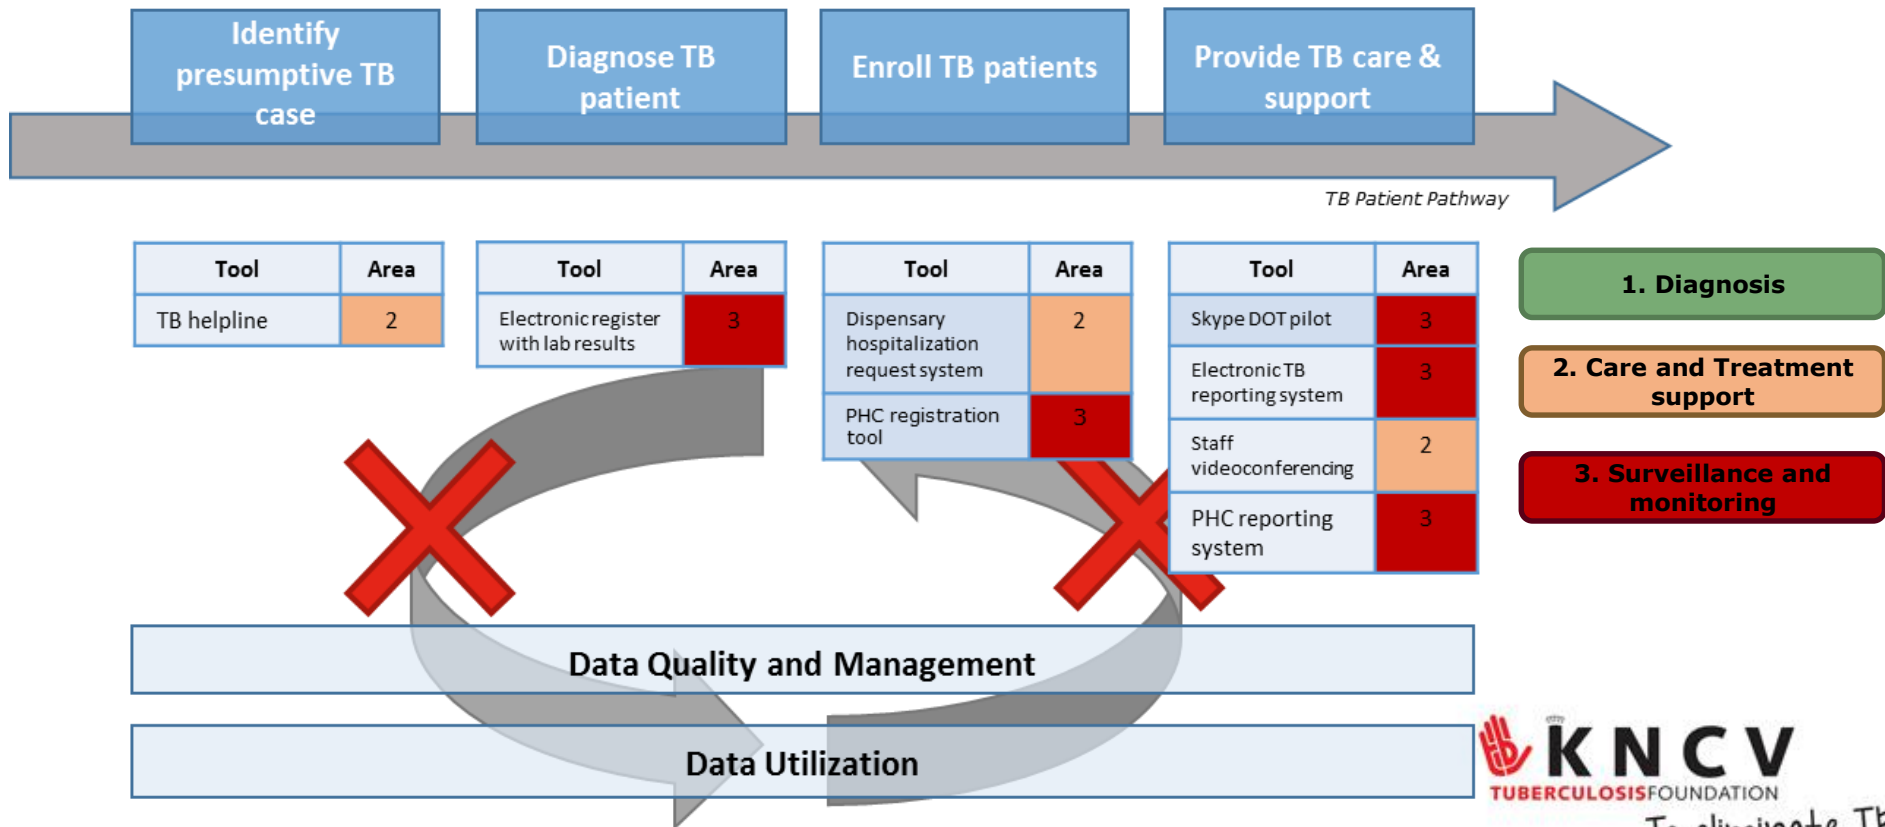 Identify
presumptive TB
case
Diagnose TB
patient
Enroll TB patients
Provide TB care &
support
TB Patient Pathway
Tool Area
TB helpline 2
Tool Area
Electronic register
with lab results
3
Tool Area
Dispensary
hospitalization
request system
2
PHC registration
tool
3
Tool Area
Skype DOT pilot 3
Electronic TB
reporting system
3
Staff
videoconferencing
2
PHC reporting
system
3
1. Diagnosis
2. Care and Treatment
support
3. Surveillance and
monitoring
Data Quality and Management
Data Utilization
KNCV
TUBERCULOSISFOUNDATION
To eliminate TB